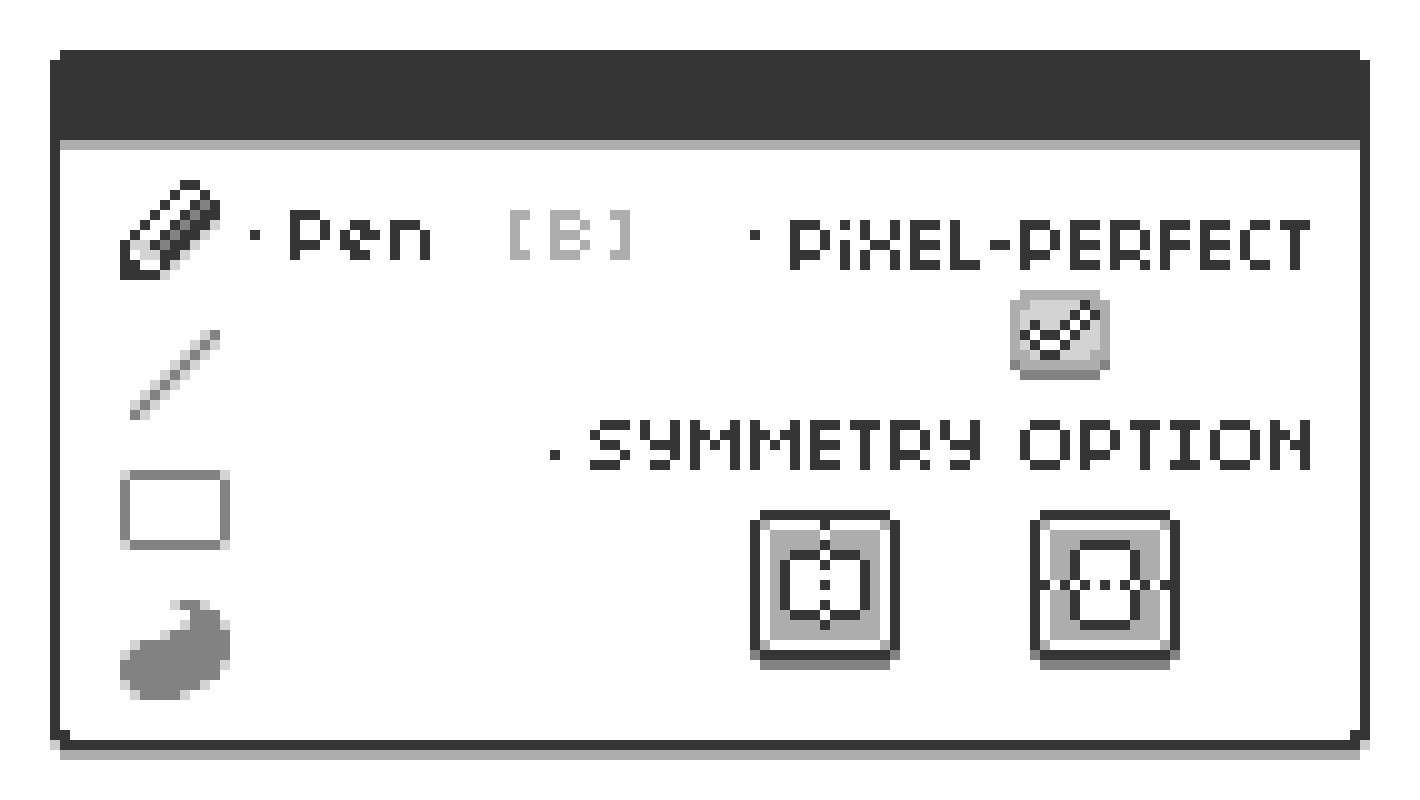 · Pen [B]
· PiXEL-PERFECT
. SYMMETRY OPTION